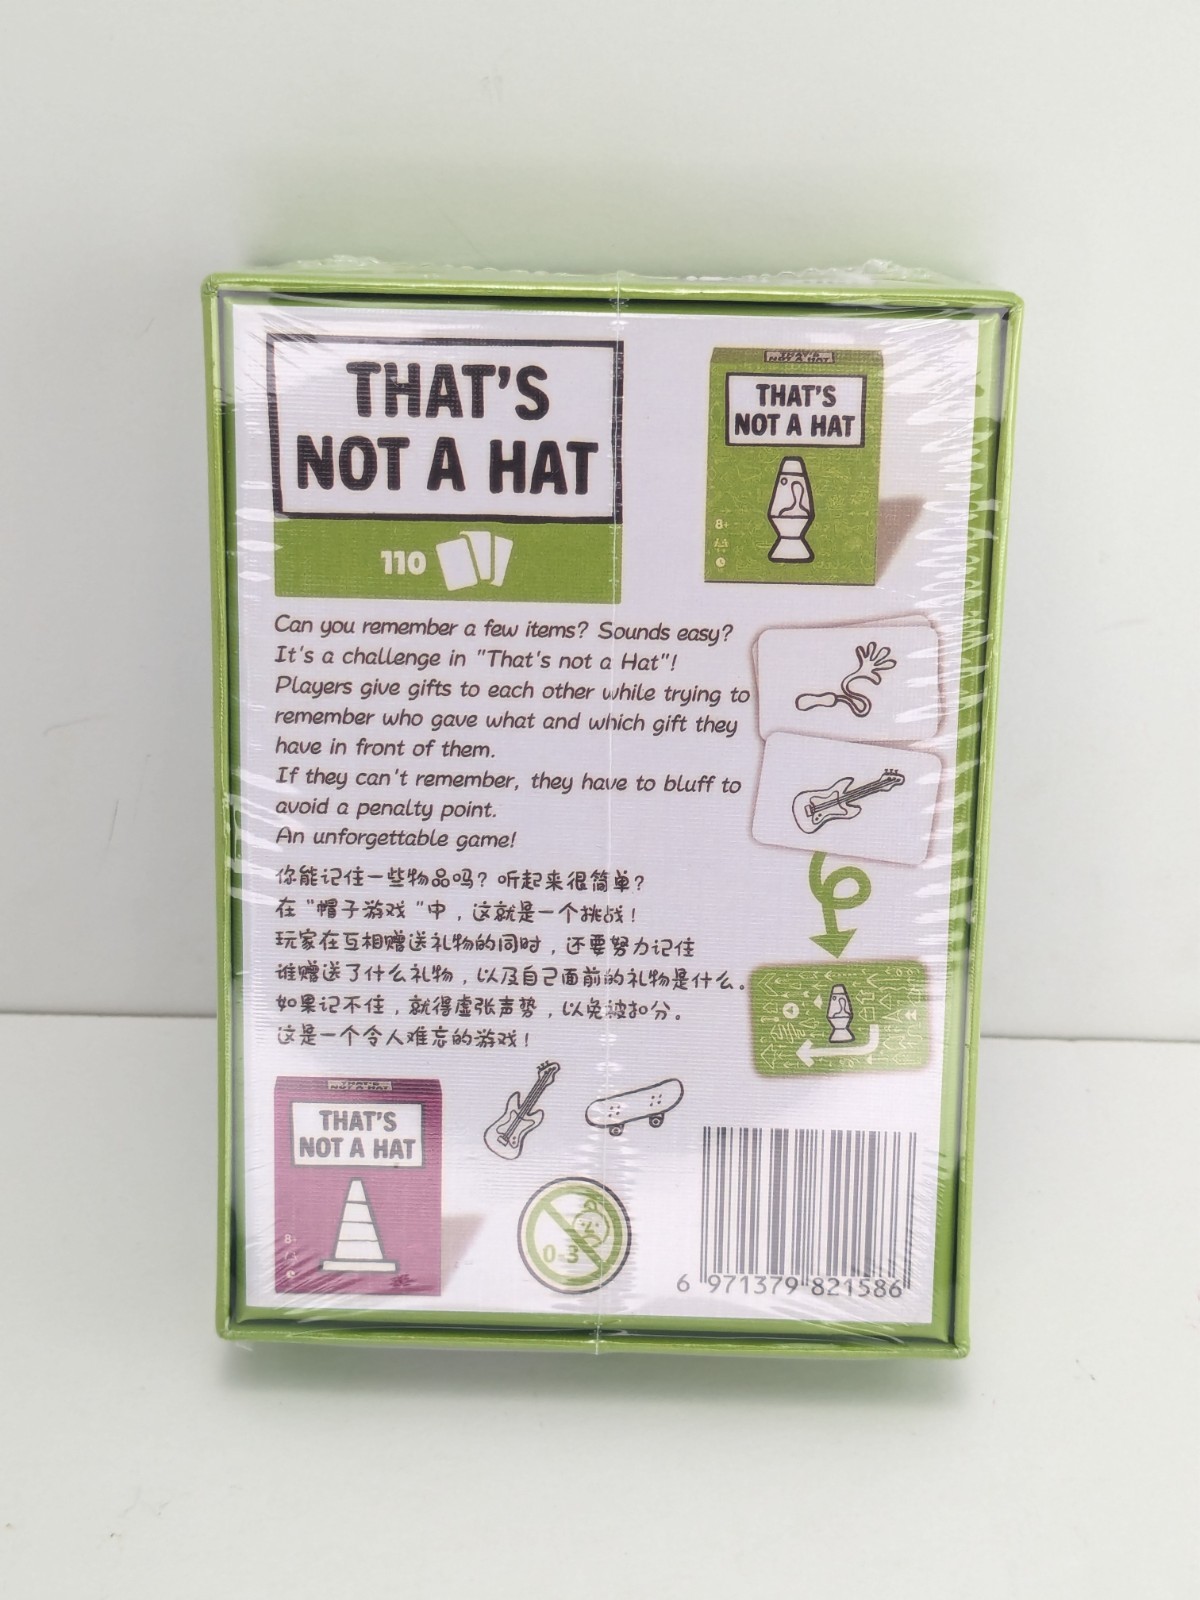 THAT'S
NOT A HAT
110
THAT'S
NOT A HAT
8+
Can you remember a few items? Sounds easy?
It's a challenge in "That's not a Hat"!
Players give gifts to each other while trying to
remember who gave what and which gift they
have in front of them.
If they can't remember, they have to bluff to
avoid a penalty point.
An unforgettable game!
你能记住一些物品吗？听起来很简单？
在"帽子游戏"中，这就是一个挑战！
玩家在互相赠送礼物的同时，还要努力记住
谁赠送了什么礼物，以及自己面前的礼物是什么。
如果记不住，就得虚张声势，以免被扣分。
这是一个令人难忘的游戏！
THAT'S
NOT A HAT
THAT'S
NOT A HAT
8+
0-3
6 971379 821586